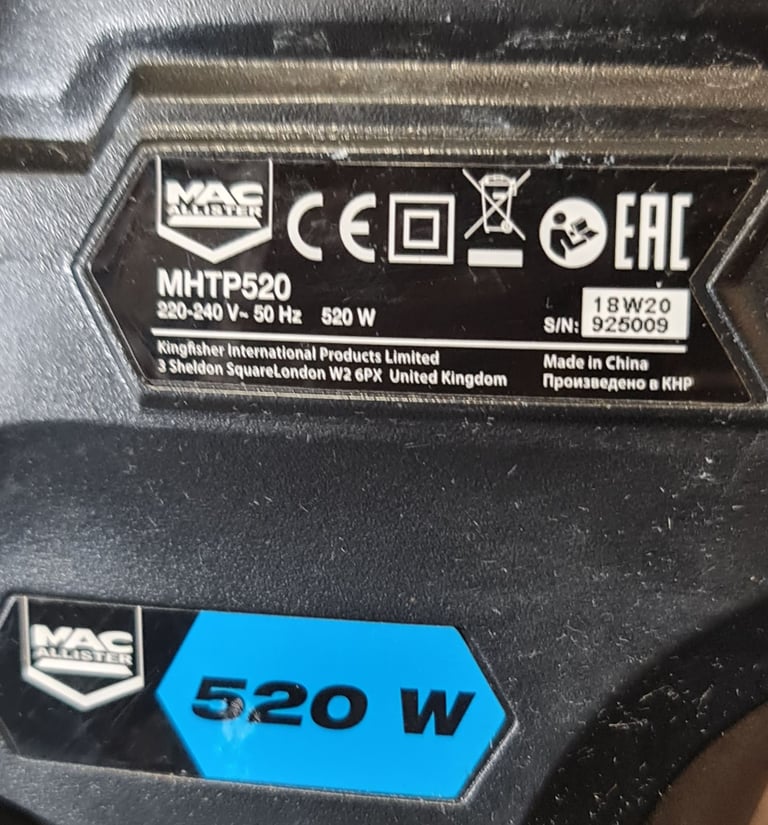 MAC
ALLISTER
CE
EAC
MHTP520
220-240 V~ 50 Hz 520 W
S/N: 18W20
925009
Kingfisher International Products Limited
3 Sheldon SquareLondon W2 6PX United Kingdom
Made in China
Произведено в КНР
MAC
ALLISTER
520 W